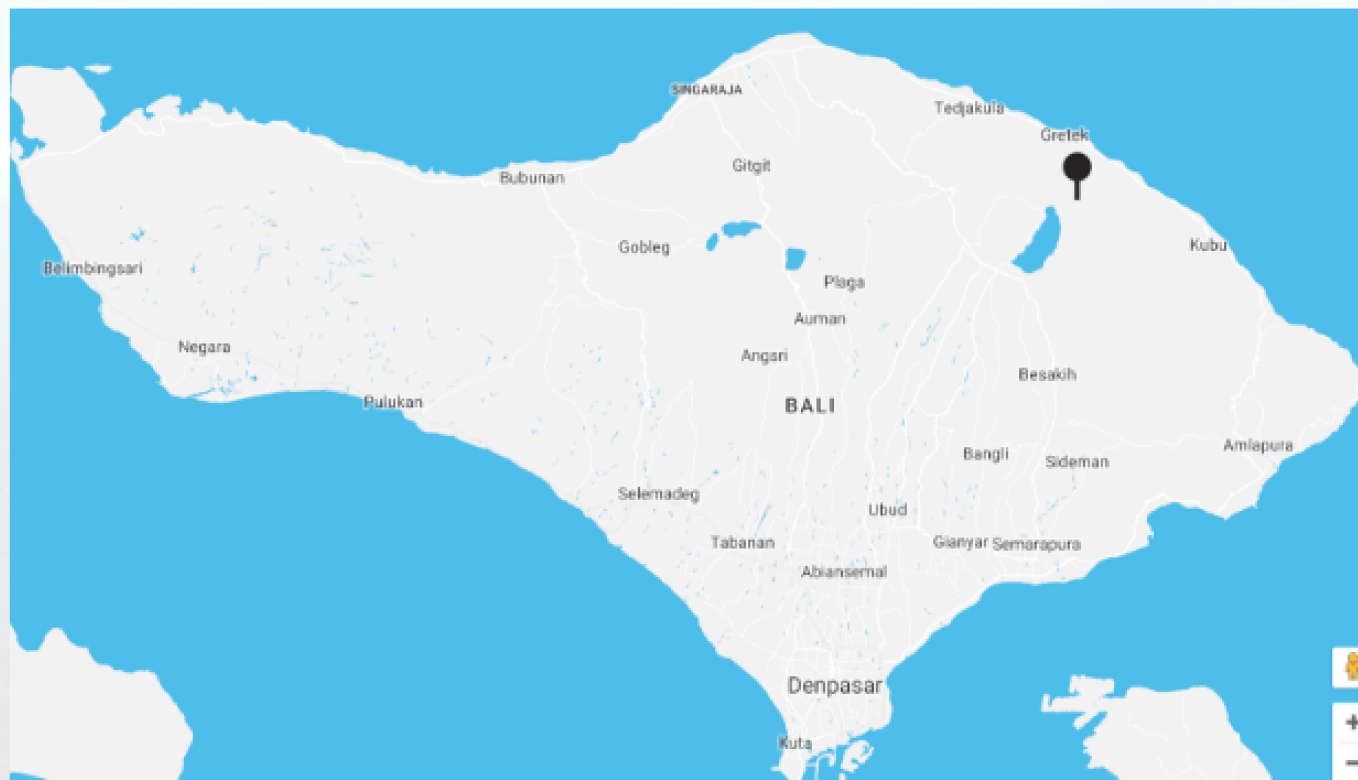 SINGARAJA
Tedjakula
Gretek
Gitgit
Bubunan
Kubu
Gobleg
Belimbingsari
Plaga
Auman
Negara
Angsri
Besakih
Pulukan
BALI
Amlapura
Bangli
Sideman
Selemadeg
Ubud
Tabanan
Gianyar Semarapura
Abiansemal
Denpasar
Kuta